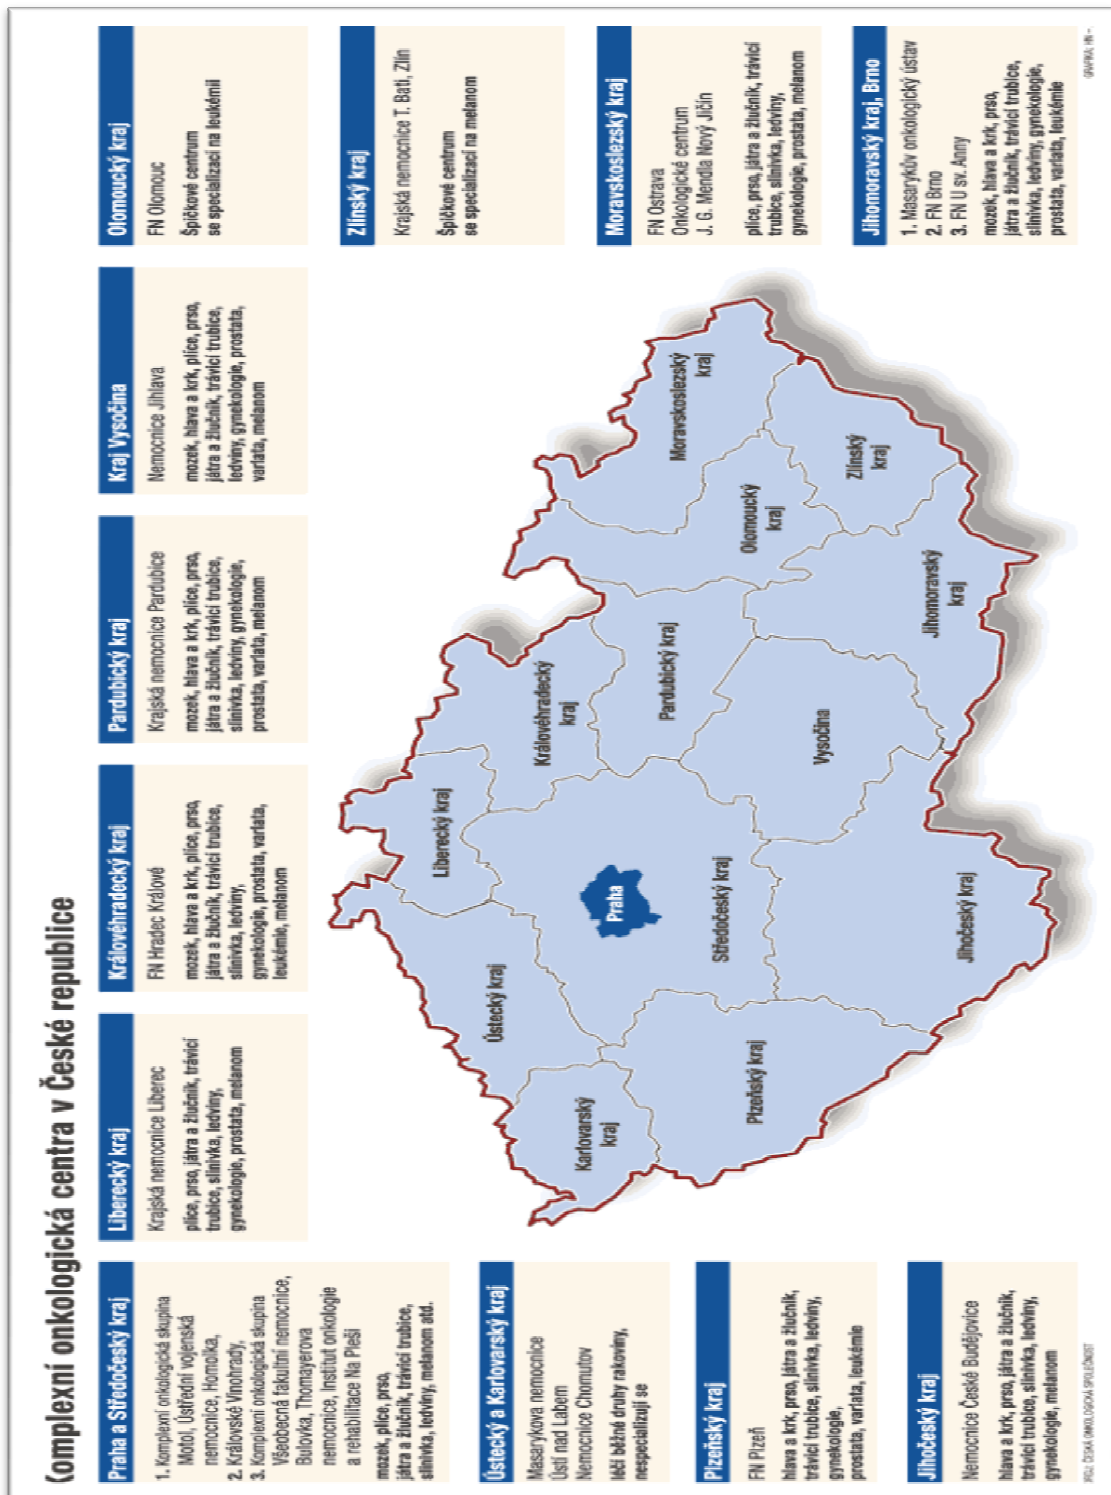 Komplexní onkologická centra v České republice
Praha a Středočeský kraj
1. Komplexní onkologická skupina
Motol, Ústřední vojenská
nemocnice, Homolka,
2. Královské Vinohrady,
3. Komplexní onkologická skupina
Všeobecná fakultní nemocnice,
Bulovka, Thomayerova
nemocnice, Institut onkologie
a rehabilitace Na Pleši
mozek, plíce, prso,
játra a žlučník, trávicí trubice,
slinivka, ledviny, melanom atd.
Liberecký kraj
Krajská nemocnice Liberec
plíce, prso, játra a žlučník, trávicí
trubice, slinivka, ledviny,
gynekologie, prostata, melanom
Královéhradecký kraj
FN Hradec Králové
mozek, hlava a krk, plíce, prso,
játra a žlučník, trávicí trubice,
slinivka, ledviny,
gynekologie, prostata, varlata,
leukémie, melanom
Pardubický kraj
Krajská nemocnice Pardubice
mozek, hlava a krk, plíce, prso,
játra a žlučník, trávicí trubice,
slinivka, ledviny, gynekologie,
prostata, varlata, melanom
Kraj Vysočina
Nemocnice Jihlava
mozek, hlava a krk, plíce, prso,
játra a žlučník, trávicí trubice,
ledviny, gynekologie, prostata,
varlata, melanom
Olomoucký kraj
FN Olomouc
Špičkové centrum
se specializací na leukémii
Ústecký a Karlovarský kraj
Masarykova nemocnice
Ústí nad Labem
Nemocnice Chomutov
léčí běžné druhy rakoviny,
nespecializují se
Plzeňský kraj
FN Plzeň
hlava a krk, prso, játra a žlučník,
trávicí trubice, slinivka, ledviny,
gynekologie,
prostata, varlata, leukémie
Jihočeský kraj
Nemocnice České Budějovice
hlava a krk, prso, játra a žlučník,
trávicí trubice, slinivka, ledviny,
gynekologie, melanom
Karlovarský
kraj
Ústecký kraj
Liberecký kraj
Královéhradecký
kraj
Praha
Plzeňský kraj
Středočeský kraj
Pardubický kraj
Jihočeský kraj
Vysočina
Olomoucký
kraj
Moravskoslezský
kraj
Jihomoravský
kraj
Zlínský
kraj
Zlínský kraj
Krajská nemocnice T. Bati, Zlín
Špičkové centrum
se specializací na melanom
Moravskoslezský kraj
FN Ostrava
Onkologické centrum
J. G. Mendla Nový Jičín
plíce, prso, játra a žlučník, trávicí
trubice, slinivka, ledviny,
gynekologie, prostata, melanom
Jihomoravský kraj, Brno
1. Masarykův onkologický ústav
2. FN Brno
3. FN U sv. Anny
mozek, hlava a krk, prso,
játra a žlučník, trávicí trubice,
slinivka, ledviny, gynekologie,
prostata, varlata, leukémie
ZDROJ: ČESKÁ ONKOLOGICKÁ SPOLEČNOST
GRAFIKA: HN –